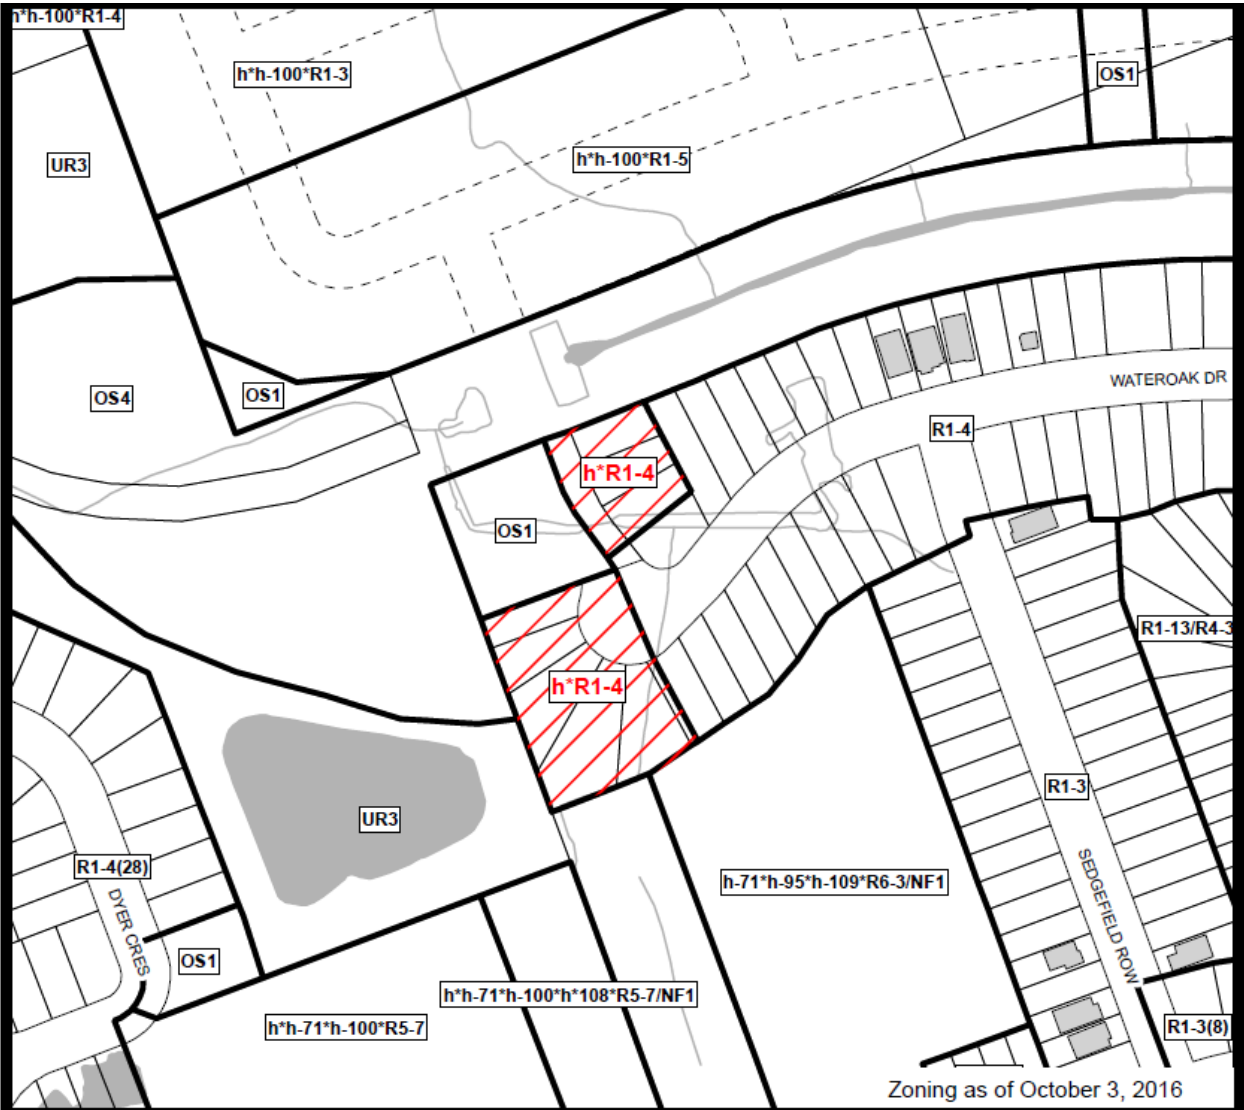 h*h-100*R1-4
h*h-100*R1-3
OS1
UR3
h*h-100*R1-5
OS4
OS1
WATEROAK DR
R1-4
h*R1-4
OS1
R1-13/R4-3
h*R1-4
R1-3
UR3
R1-4(28)
h-71*h-95*h-109*R6-3/NF1
DYER CRES
SEDGEFIELD ROW
OS1
h*h-71*h-100*h*108*R5-7/NF1
h*h-71*h-100*R5-7
R1-3(8)
Zoning as of October 3, 2016